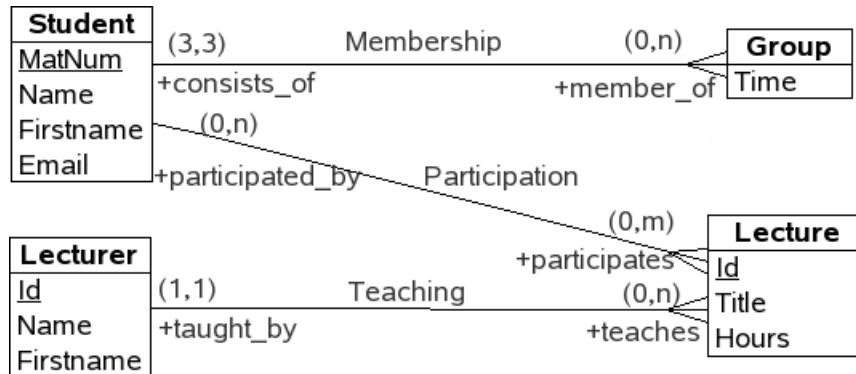 Student
MatNum
Name
Firstname
Email
(3,3)
Membership
(0,n)
+consists_of
+member_of
Group
Time
(0,n)
+participated_by
Participation
(0,m)
+participates
Lecture
Id
Title
Hours
Lecturer
Id
Name
Firstname
(1,1)
Teaching
(0,n)
+taught_by
+teaches